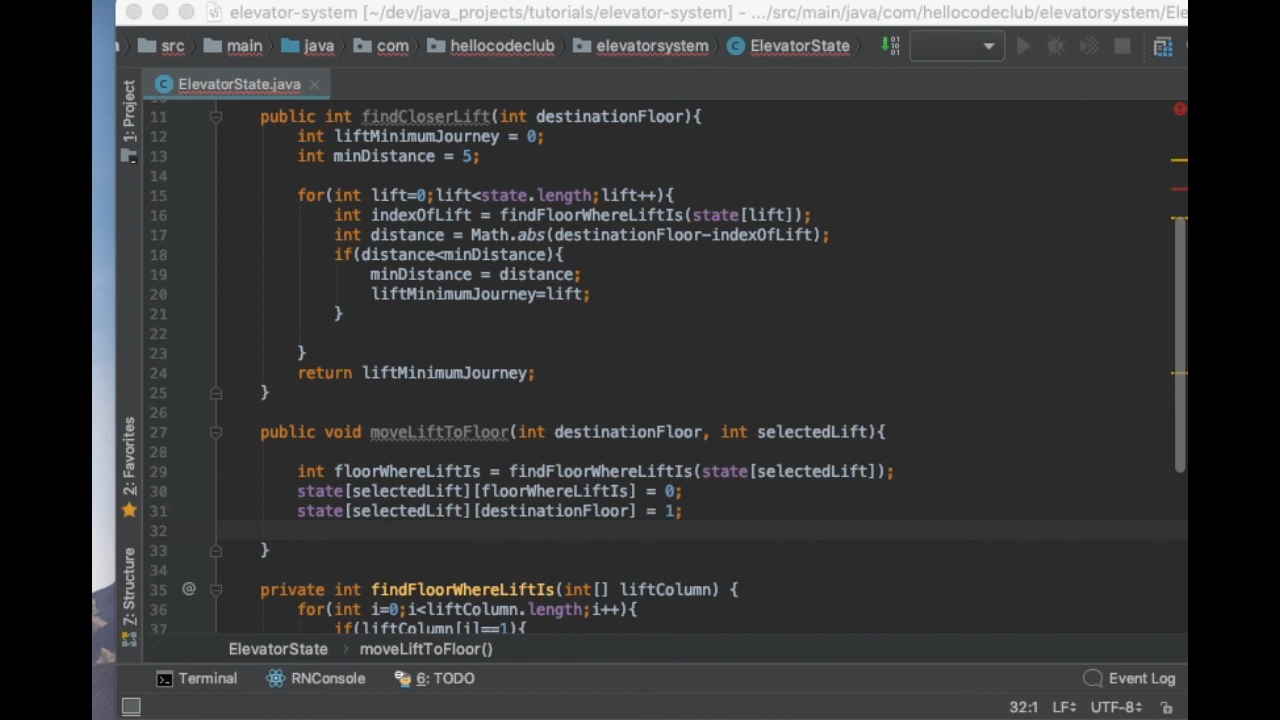 elevator-system [~/dev/java_projects/tutorials/elevator-system] - .../src/main/java/com/hellocodeclub/elevatorsystem/El
src main java com hellocodeclub elevatorsystem ElevatorState
ElevatorState.java
1: Project
2: Favorites
7: Structure
11 public int findCloserLift(int destinationFloor){
12 int liftMinimumJourney = 0;
13 int minDistance = 5;
14
15 for(int lift=0;lift<state.length;lift++){
16 int indexOfLift = findFloorWhereLiftIs(state[lift]);
17 int distance = Math.abs(destinationFloor-indexOfLift);
18 if(distance<minDistance){
19 minDistance = distance;
20 liftMinimumJourney=lift;
21 }
22
23 }
24 return liftMinimumJourney;
25 }
26
27 public void moveLiftToFloor(int destinationFloor, int selectedLift){
28
29 int floorWhereLiftIs = findFloorWhereLiftIs(state[selectedLift]);
30 state[selectedLift][floorWhereLiftIs] = 0;
31 state[selectedLift][destinationFloor] = 1;
32
33 }
34
35 @ private int findFloorWhereLiftIs(int[] liftColumn) {
36 for(int i=0;i<liftColumn.length;i++){
37 if(liftColumn[i]==1){
ElevatorState › moveLiftToFloor()
Terminal RNConsole 6: TODO Event Log
32:1 LF UTF-8